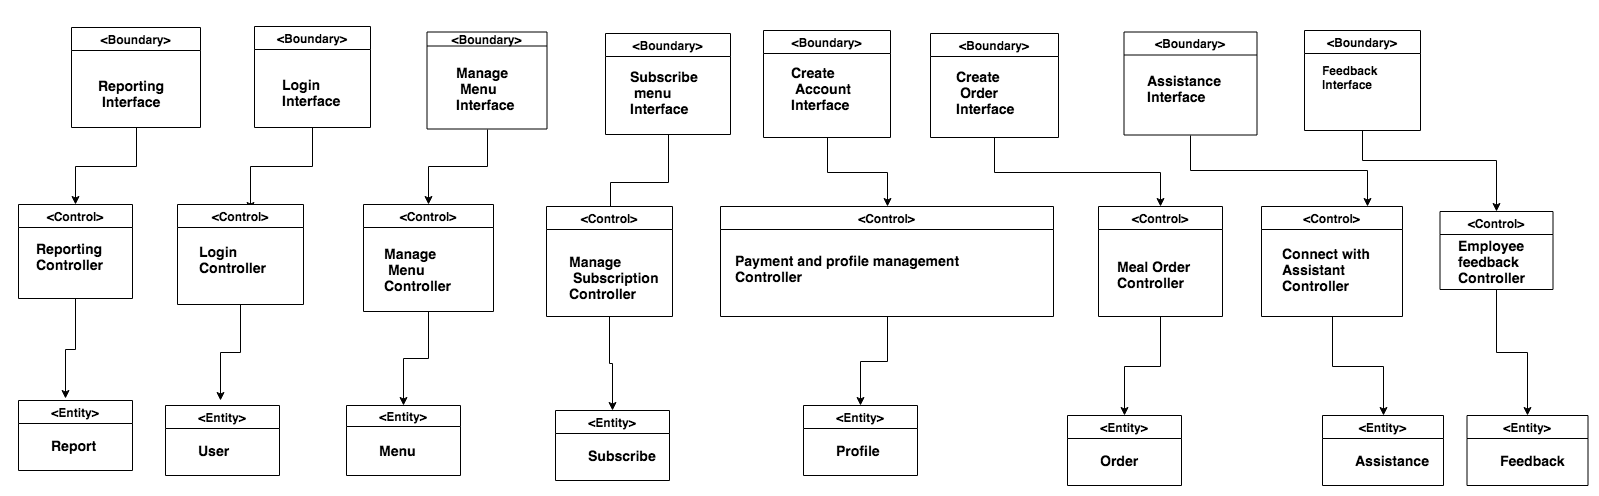 <Boundary>
Reporting
Interface
<Boundary>
Login
Interface
<Boundary>
Manage
Menu
Interface
<Boundary>
Subscribe
menu
Interface
<Boundary>
Create
Account
Interface
<Boundary>
Create
Order
Interface
<Boundary>
Assistance
Interface
<Boundary>
Feedback
Interface
<Control>
Reporting
Controller
<Control>
Login
Controller
<Control>
Manage
Menu
Controller
<Control>
Manage
Subscription
Controller
<Control>
Payment and profile management
Controller
<Control>
Meal Order
Controller
<Control>
Connect with
Assistant
Controller
<Control>
Employee
feedback
Controller
<Entity>
Report
<Entity>
User
<Entity>
Menu
<Entity>
Subscribe
<Entity>
Profile
<Entity>
Order
<Entity>
Assistance
<Entity>
Feedback